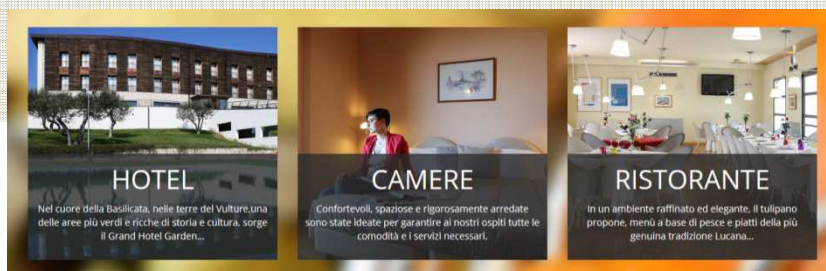 HOTEL
Nel cuore della Basilicata, nelle terre del Vulture,una
delle aree più verdi e ricche di storia e cultura, sorge
il Grand Hotel Garden...
CAMERE
Confortevoli, spaziose e rigorosamente arredate
sono state ideate per garantire ai nostri ospiti tutte le
comodità e i servizi necessari.
RISTORANTE
In un ambiente raffinato ed elegante, Il tulipano
propone, menù a base di pesce e piatti della più
genuina tradizione Lucana...